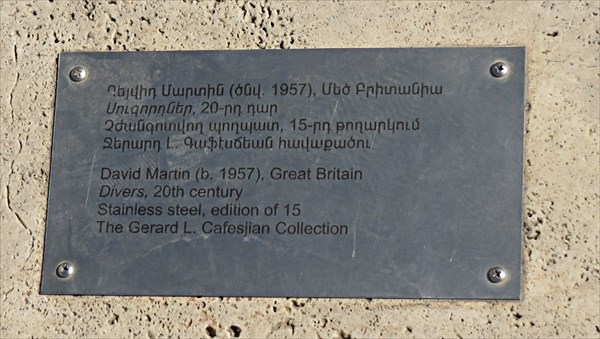 Դեյվիդ Մարտին (ծնվ. 1957), Մեծ Բրիտանիա
Սուզորդներ, 20-րդ դար
Չժանգոտվող պողպատ, 15-րդ թողարկում
Ջերարդ Լ. Գաֆէսճեան հավաքածու
David Martin (b. 1957), Great Britain
Divers, 20th century
Stainless steel, edition of 15
The Gerard L. Cafesjian Collection